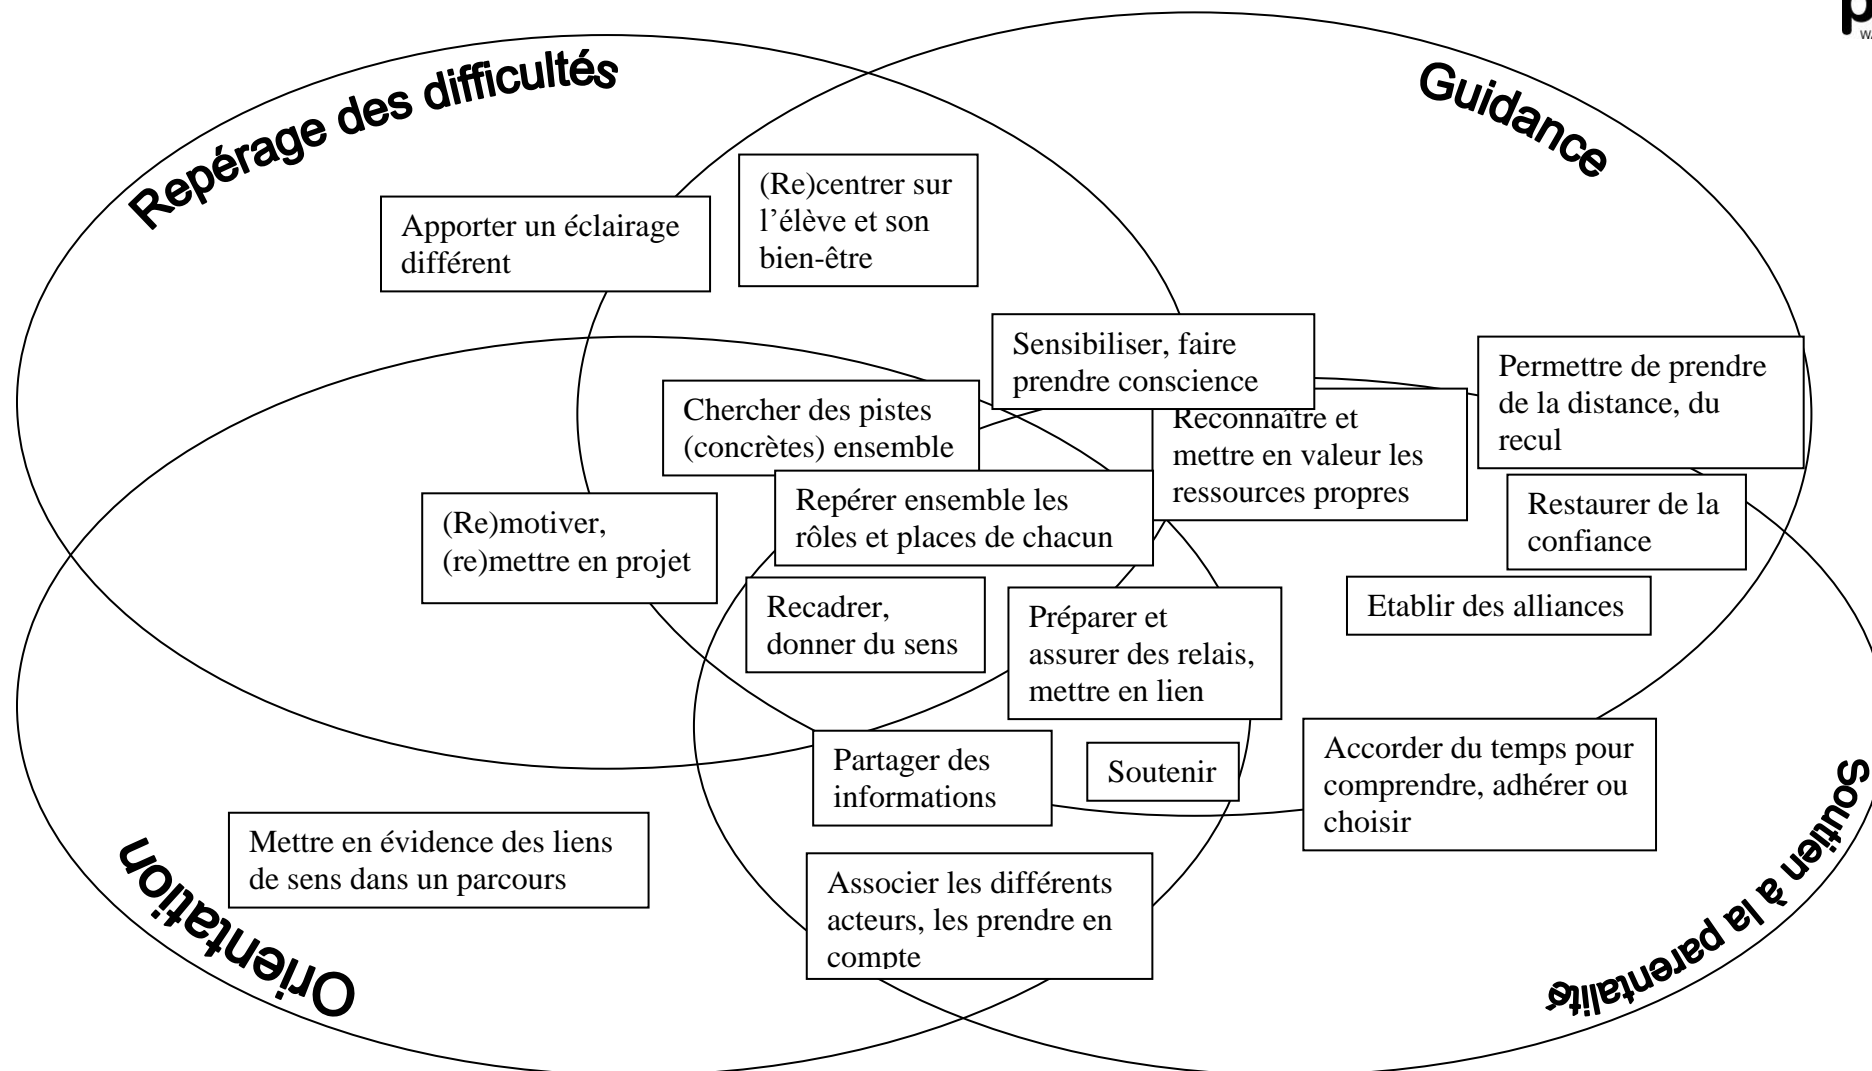 Repérage des difficultés
Guidance
(Re)centrer sur
l’élève et son
bien-être
Apporter un éclairage
différent
Sensibiliser, faire
prendre conscience
Permettre de prendre
de la distance, du
recul
Chercher des pistes
(concrètes) ensemble
Reconnaître et
mettre en valeur les
ressources propres
Repérer ensemble les
rôles et places de chacun
(Re)motiver,
(re)mettre en projet
Restaurer de la
confiance
Etablir des alliances
Recadrer,
donner du sens
Préparer et
assurer des relais,
mettre en lien
Partager des
informations
Soutenir
Accorder du temps pour
comprendre, adhérer ou
choisir
Mettre en évidence des liens
de sens dans un parcours
Associer les différents
acteurs, les prendre en
compte
Orientation
Soutien à la parentalité